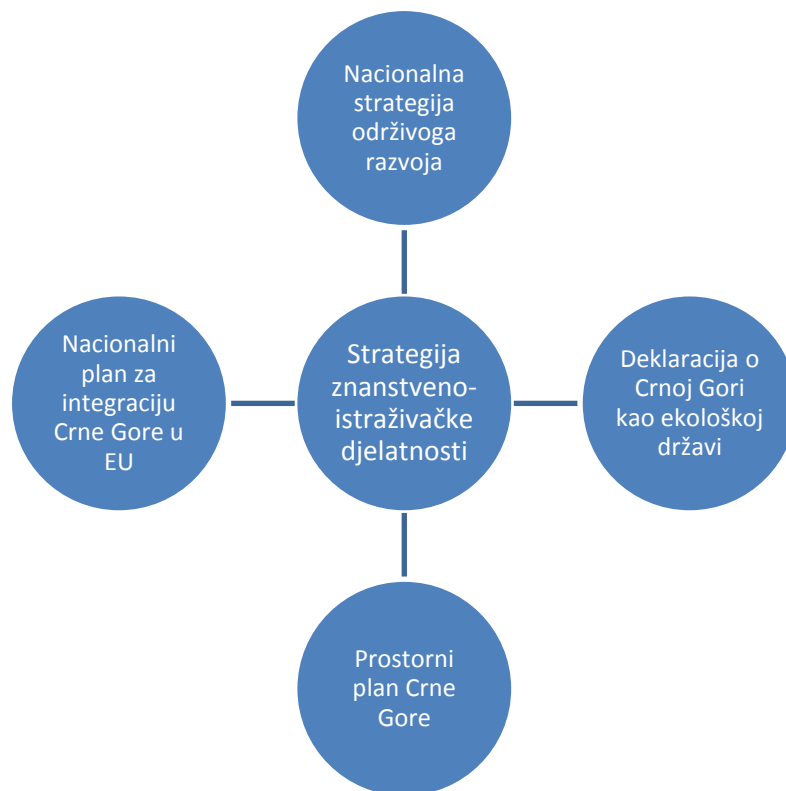 Nacionalna
strategija
održivoga
razvoja
Nacionalni
plan za
integraciju
Crne Gore u
EU
Strategija
znanstveno-
istraživačke
djelatnosti
Deklaracija o
Crnoj Gori
kao ekološkoj
državi
Prostorni
plan Crne
Gore